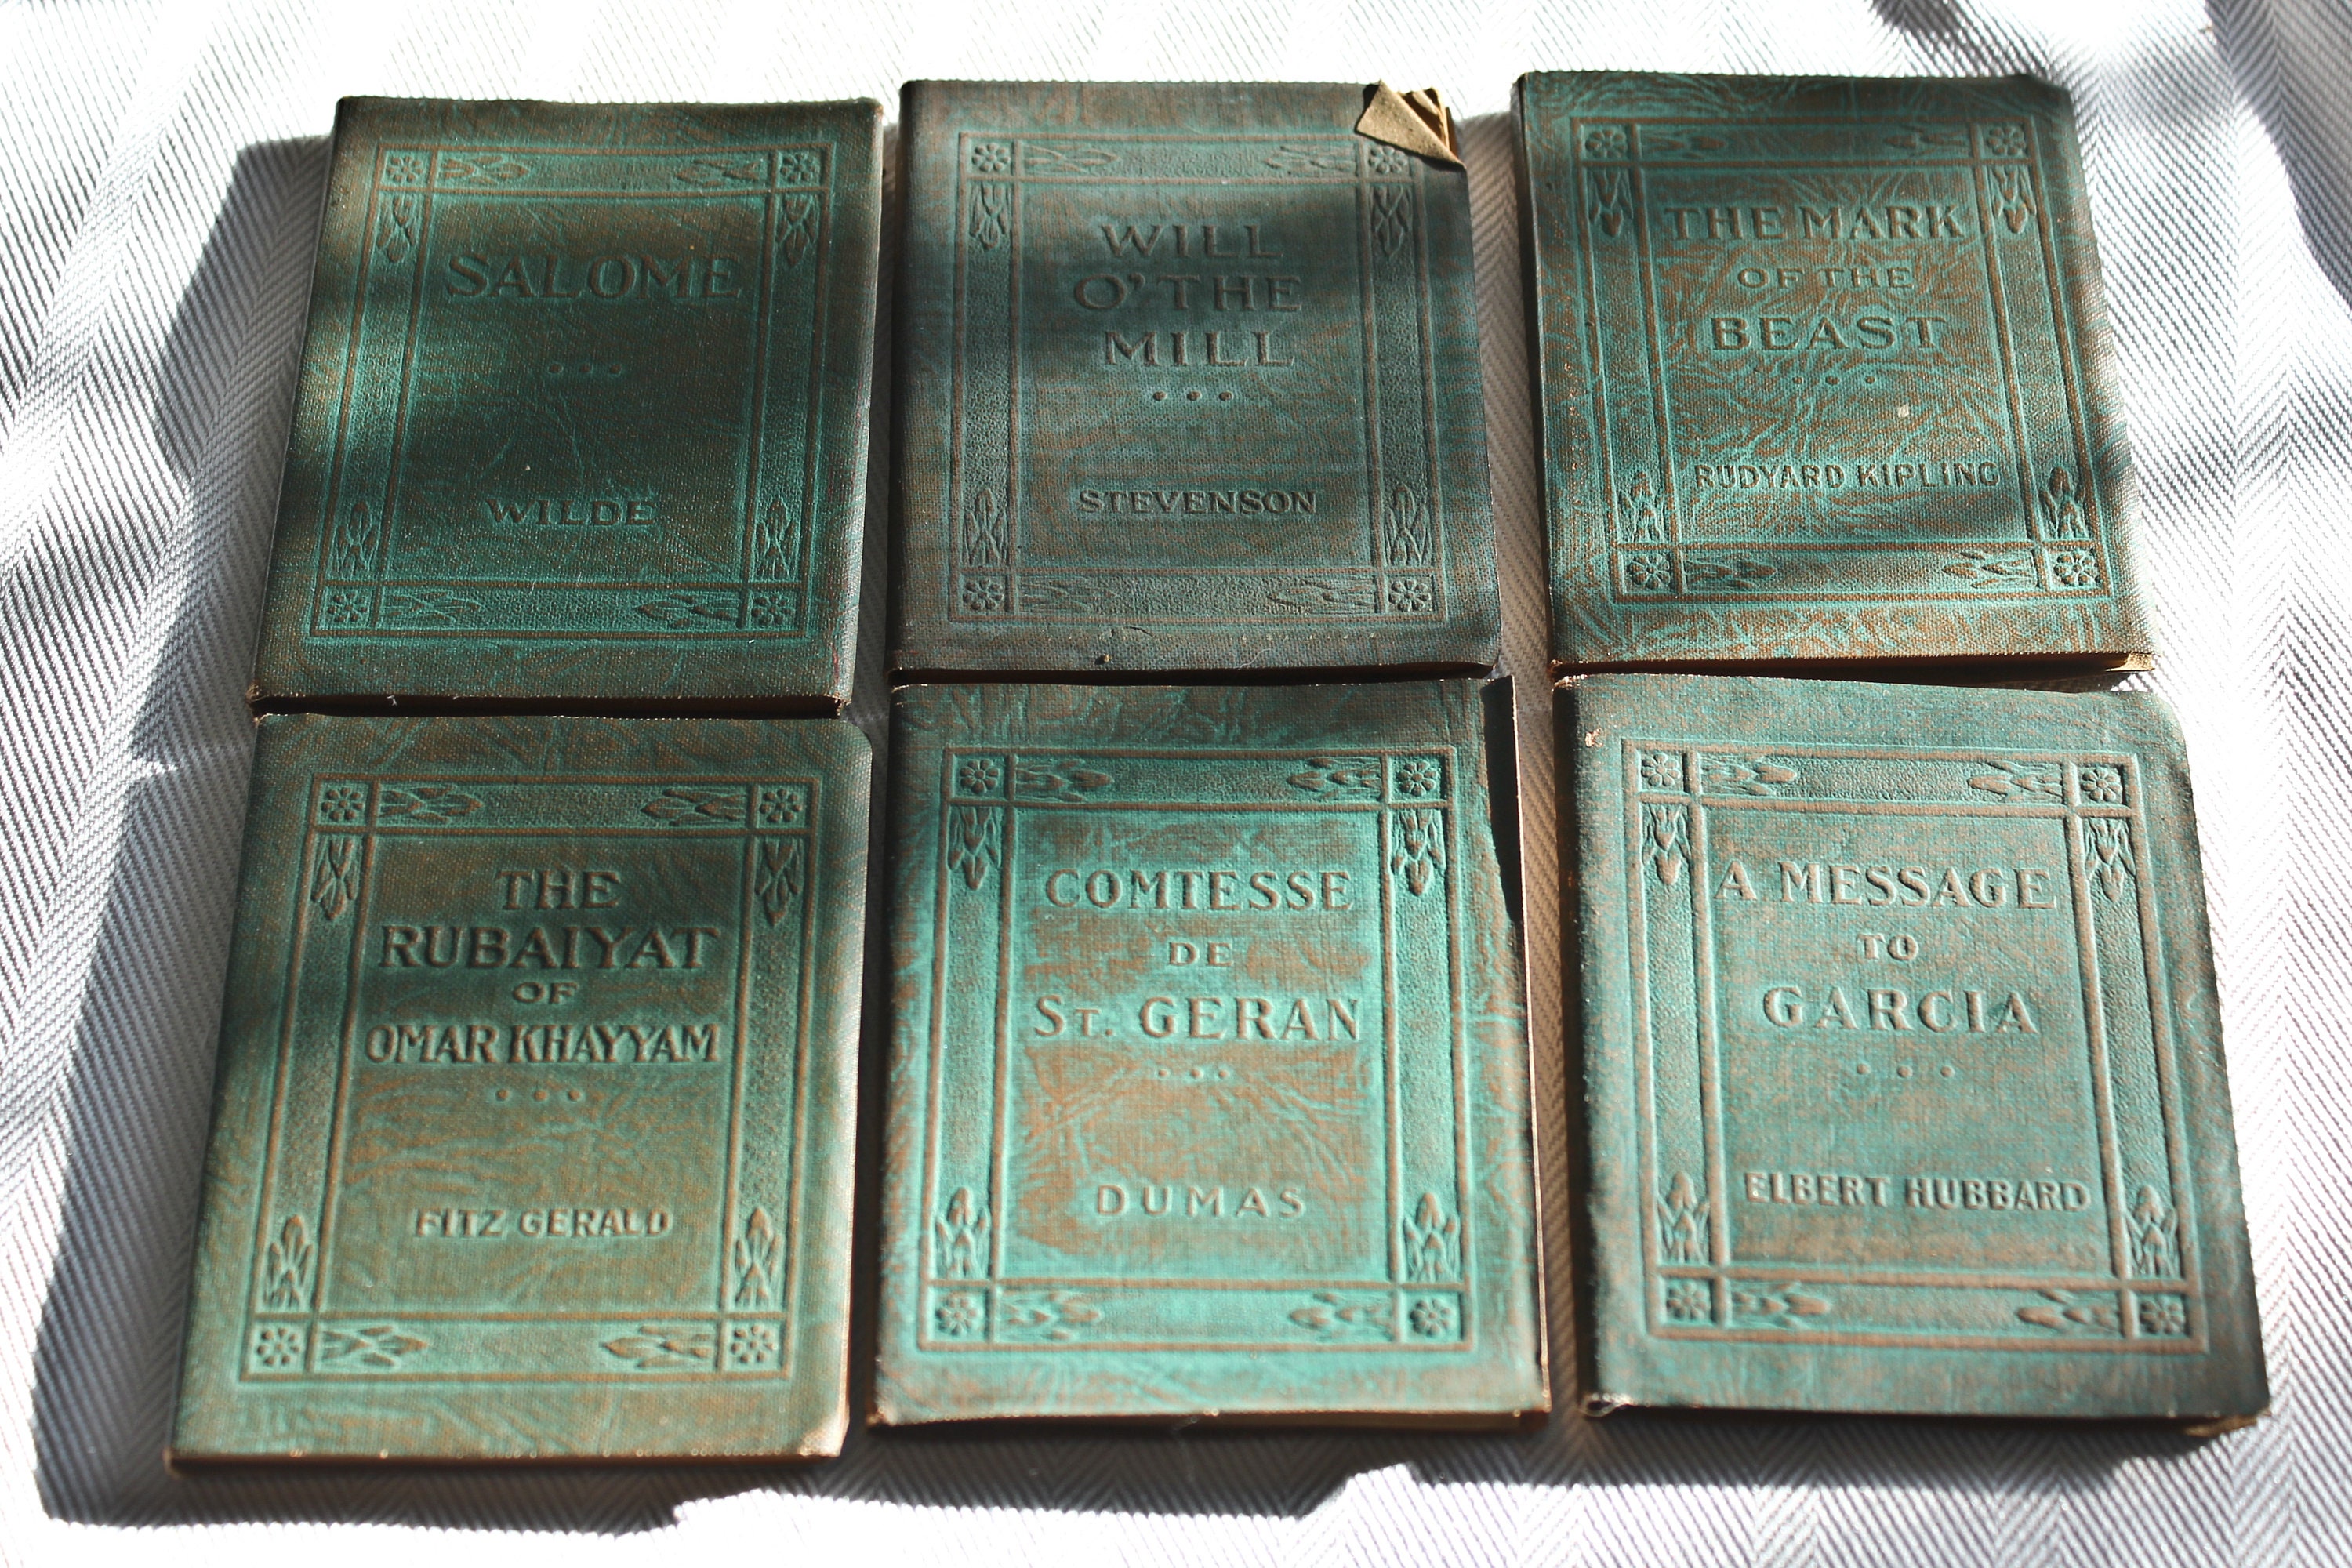 SALOME
WILDE
WILL
O' THE
MILL
STEVENSON
THE MARK
OF THE
BEAST
RUDYARD KIPLING
THE
RUBAIYAT
OF
OMAR KHAYYAM
FITZ GERALD
COMTESSE
DE
ST. GERAN
DUMAS
A MESSAGE
TO
GARCIA
ELBERT HUBBARD